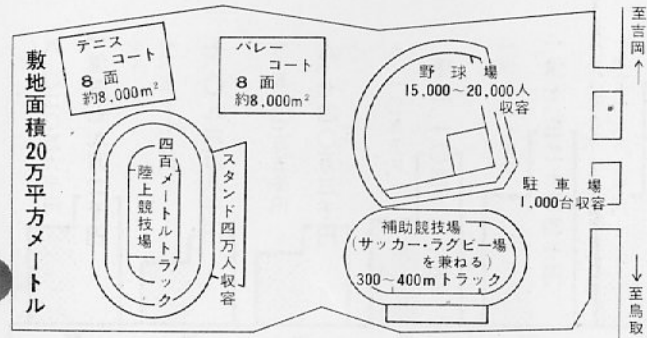 敷地面積20万平方メートル
テニス
コート
8面
約8,000m²
バレー
コート
8面
約8,000m²
野球場
15,000～20,000人
収容
至吉岡
四百メートルトラック
陸上競技場
スタンド四万人収容
駐車場
1,000台収容
補助競技場
(サッカー・ラグビー場
を兼ねる)
300～400mトラック
至鳥取